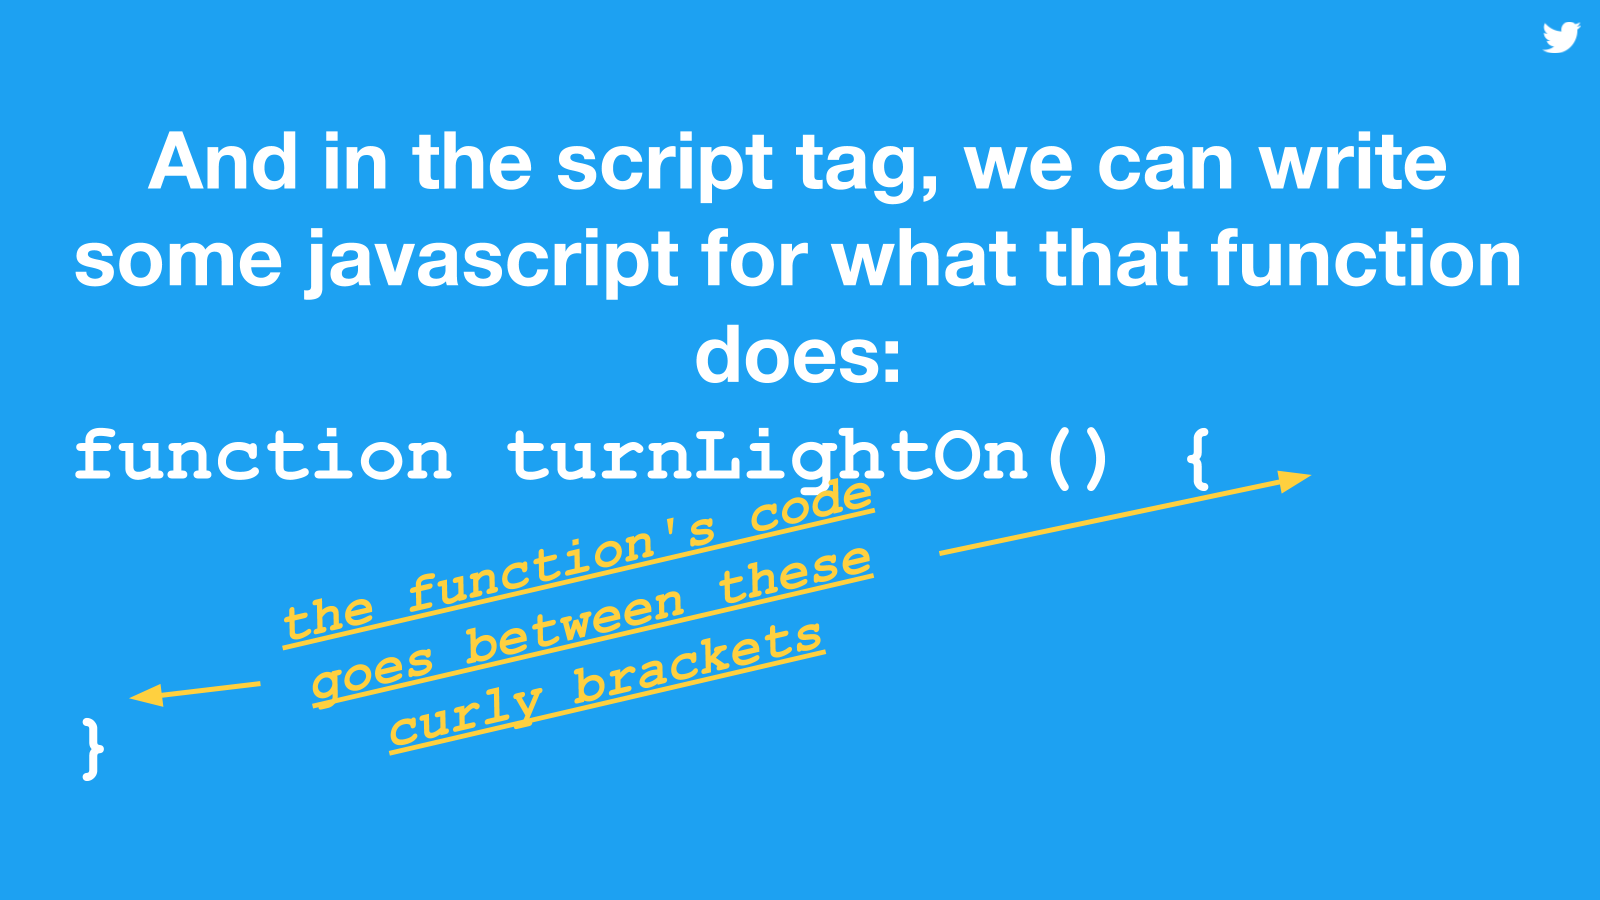 And in the script tag, we can write
some javascript for what that function
does:
function turnLightOn() {
the function's code
goes between these
curly brackets
}